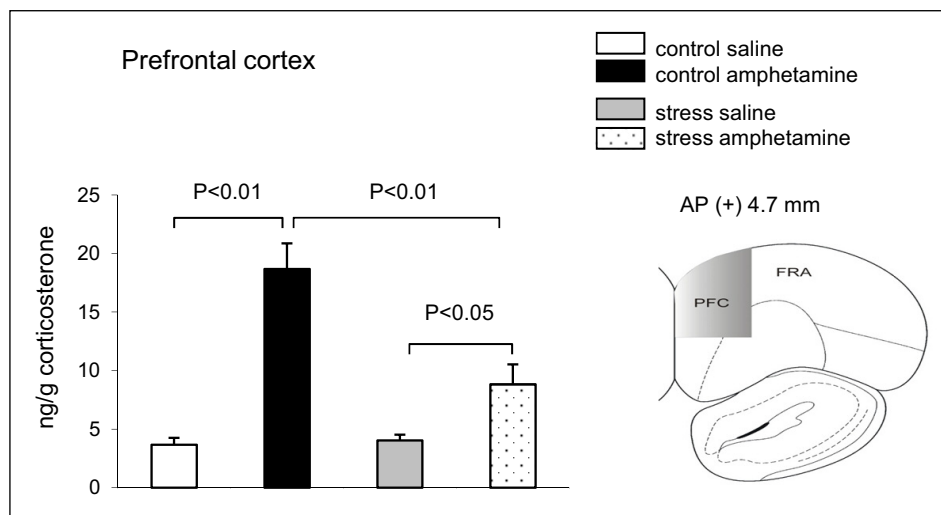 Prefrontal cortex
control saline
control amphetamine
stress saline
stress amphetamine
P<0.01
P<0.01
P<0.05
ng/g corticosterone
25
20
15
10
5
0
AP (+) 4.7 mm
FRA
PFC